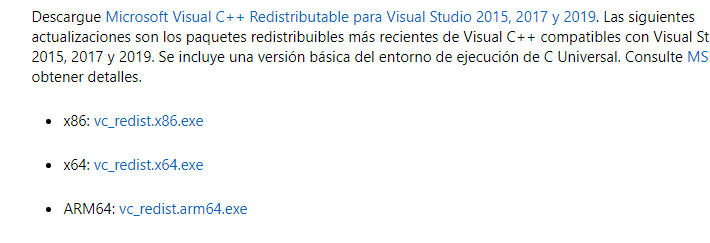 Descargue Microsoft Visual C++ Redistributable para Visual Studio 2015, 2017 y 2019. Las siguientes
actualizaciones son los paquetes redistribuibles más recientes de Visual C++ compatibles con Visual St
2015, 2017 y 2019. Se incluye una versión básica del entorno de ejecución de C Universal. Consulte MS
obtener detalles.
x86: vc_redist.x86.exe
x64: vc_redist.x64.exe
ARM64: vc_redist.arm64.exe